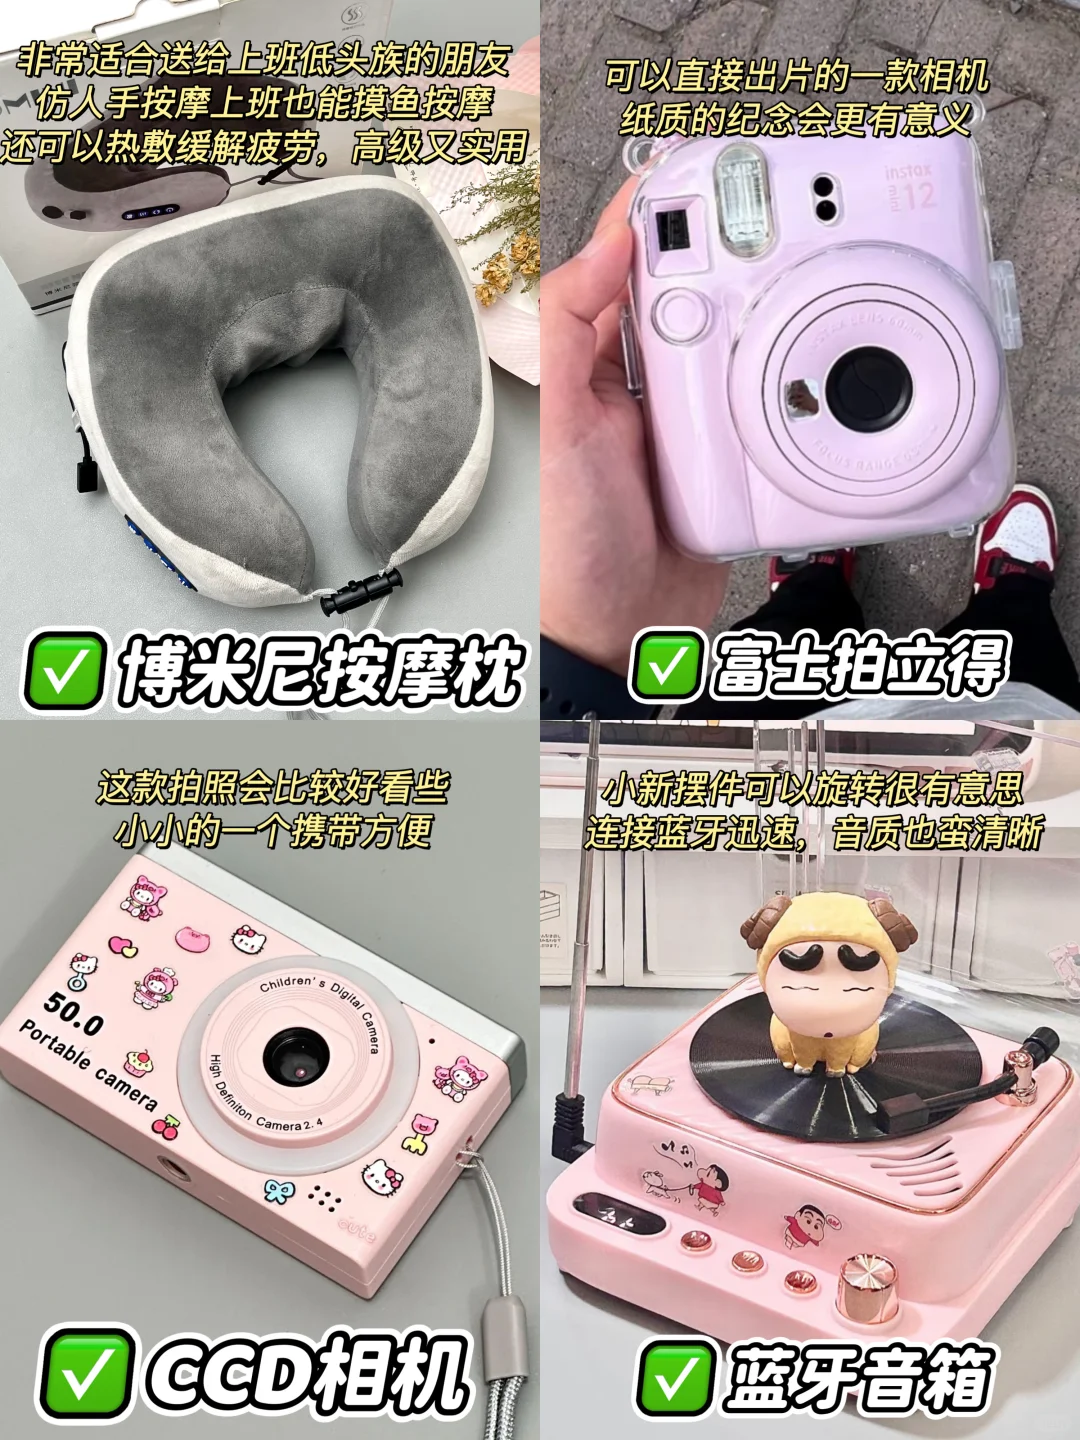 非常适合送给上班低头族的朋友
仿人手按摩上班也能摸鱼按摩
还可以热敷缓解疲劳，高级又实用
博米尼按摩枕
可以直接出片的一款相机
纸质的纪念会更有意义
instax
mini 12
INSTAX LENS 60mm
富士拍立得
这款拍照会比较好看些
小小的一个携带方便
Children's Digital Camera
High Definiton Camera 2.4
50.0
Portable camera
cute
CCD相机
小新摆件可以旋转很有意思
连接蓝牙迅速，音质也蛮清晰
蓝牙音箱